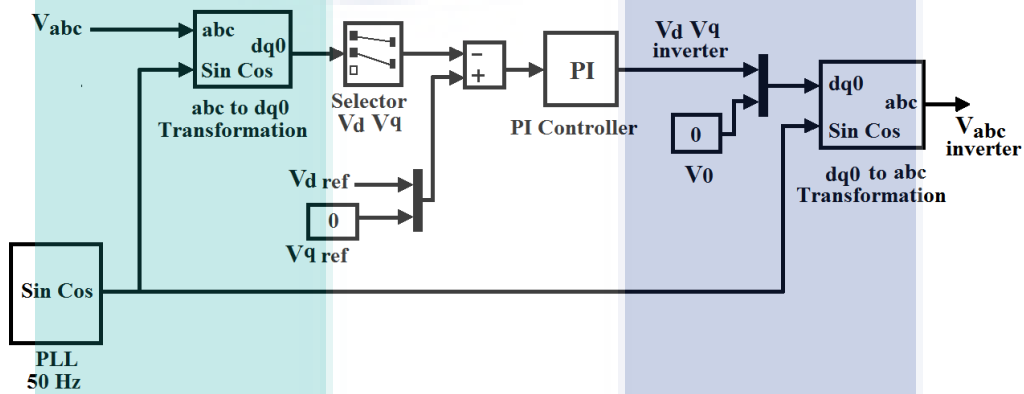 Vabc
abc
dq0
Sin Cos
abc to dq0
Transformation
Selector
Vd Vq
-
+
PI
PI Controller
Vd ref
0
Vq ref
Sin Cos
PLL
50 Hz
Vd Vq
inverter
0
V0
dq0
abc
Sin Cos
dq0 to abc
Transformation
Vabc
inverter